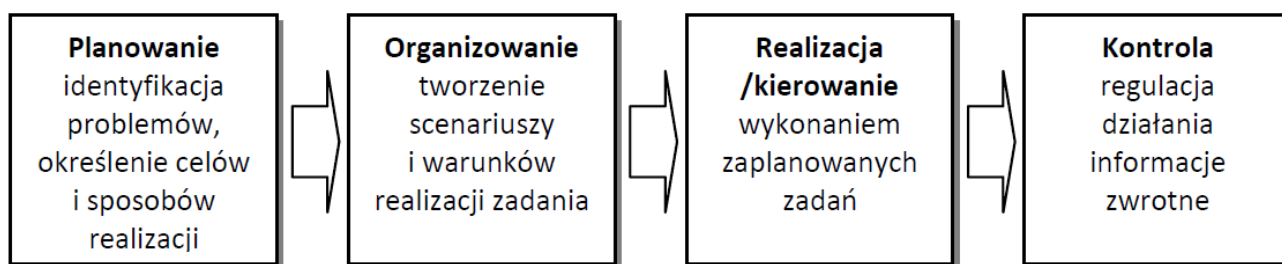 Planowanie
identyfikacja
problemów,
określenie celów
i sposobów
realizacji
Organizowanie
tworzenie
scenariuszy
i warunków
realizacji zadania
Realizacja
/kierowanie
wykonaniem
zaplanowanych
zadań
Kontrola
regulacja
działania
informacje
zwrotne